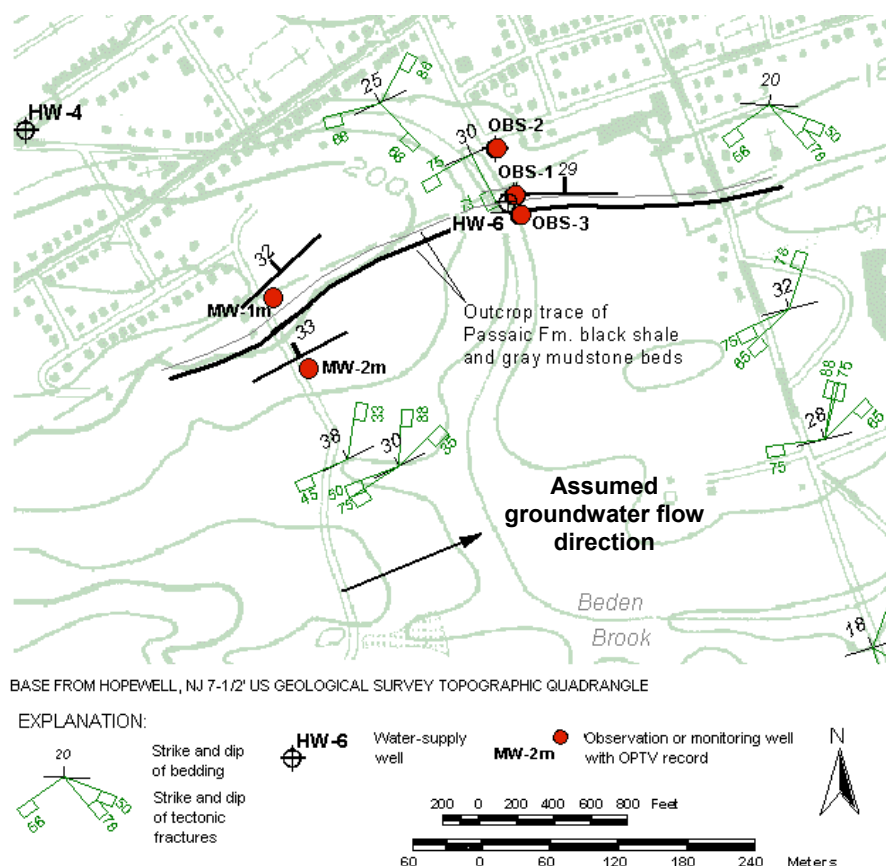 HW-4
25
88
68
68
20
50
78
56
OBS-2
30
75
OBS-1
29
200
HW-6
OBS-3
32
MW-1m
33
MW-2m
Outcrop trace of
Passaic Fm. black shale
and gray mudstone beds
78
32
75
65
88
75
65
28
75
38
33
45
30
88
35
50
75
Assumed
groundwater flow
direction
Beden
Brook
18
BASE FROM HOPEWELL, NJ 7-1/2' US GEOLOGICAL SURVEY TOPOGRAPHIC QUADRANGLE
EXPLANATION:
20
56
50
78
Strike and dip
of bedding
Strike and dip
of tectonic
fractures
HW-6
Water-supply
well
MW-2m
'Observation or monitoring well
with OPTV record
N
200 0 200 400 600 800 Feet
60 0 60 120 180 240
Meters